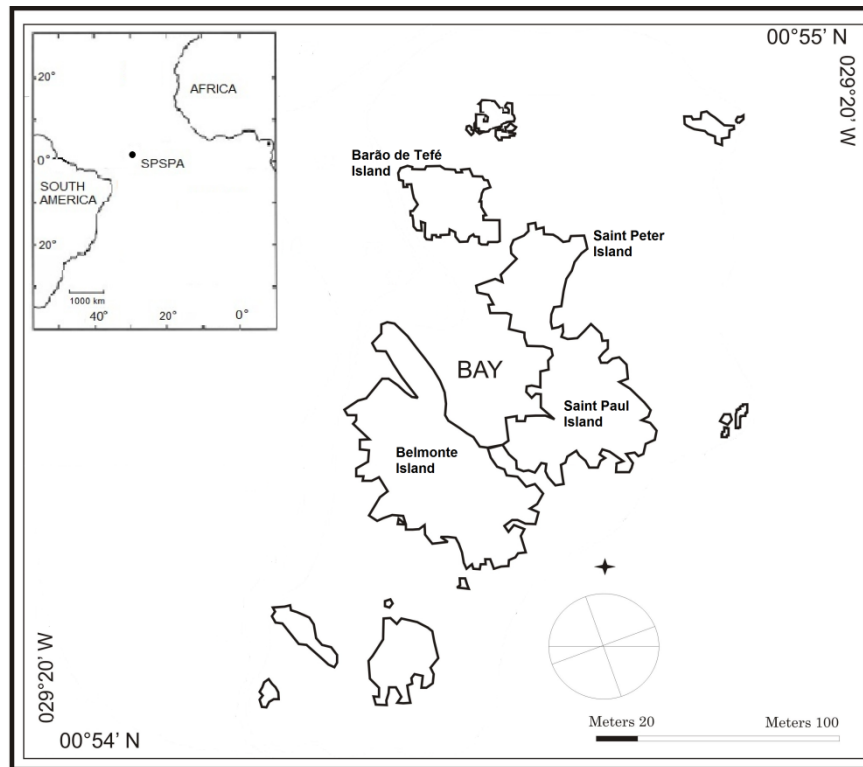 00°55' N
029°20' W
20°
AFRICA
0°
SPSPA
SOUTH
AMERICA
20°
1000 km
40°
20°
0°
Barão de Tefé
Island
Saint Peter
Island
BAY
Saint Paul
Island
Belmonte
Island
029°20' W
00°54' N
Meters 20
Meters 100